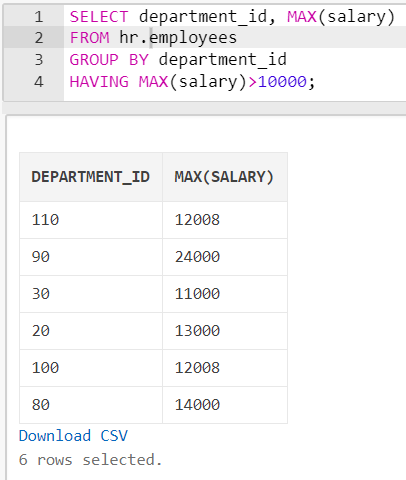 1 SELECT department_id, MAX(salary)
2 FROM hr.employees
3 GROUP BY department_id
4 HAVING MAX(salary)>10000;
DEPARTMENT_ID MAX(SALARY)
110 12008
90 24000
30 11000
20 13000
100 12008
80 14000
Download CSV
6 rows selected.